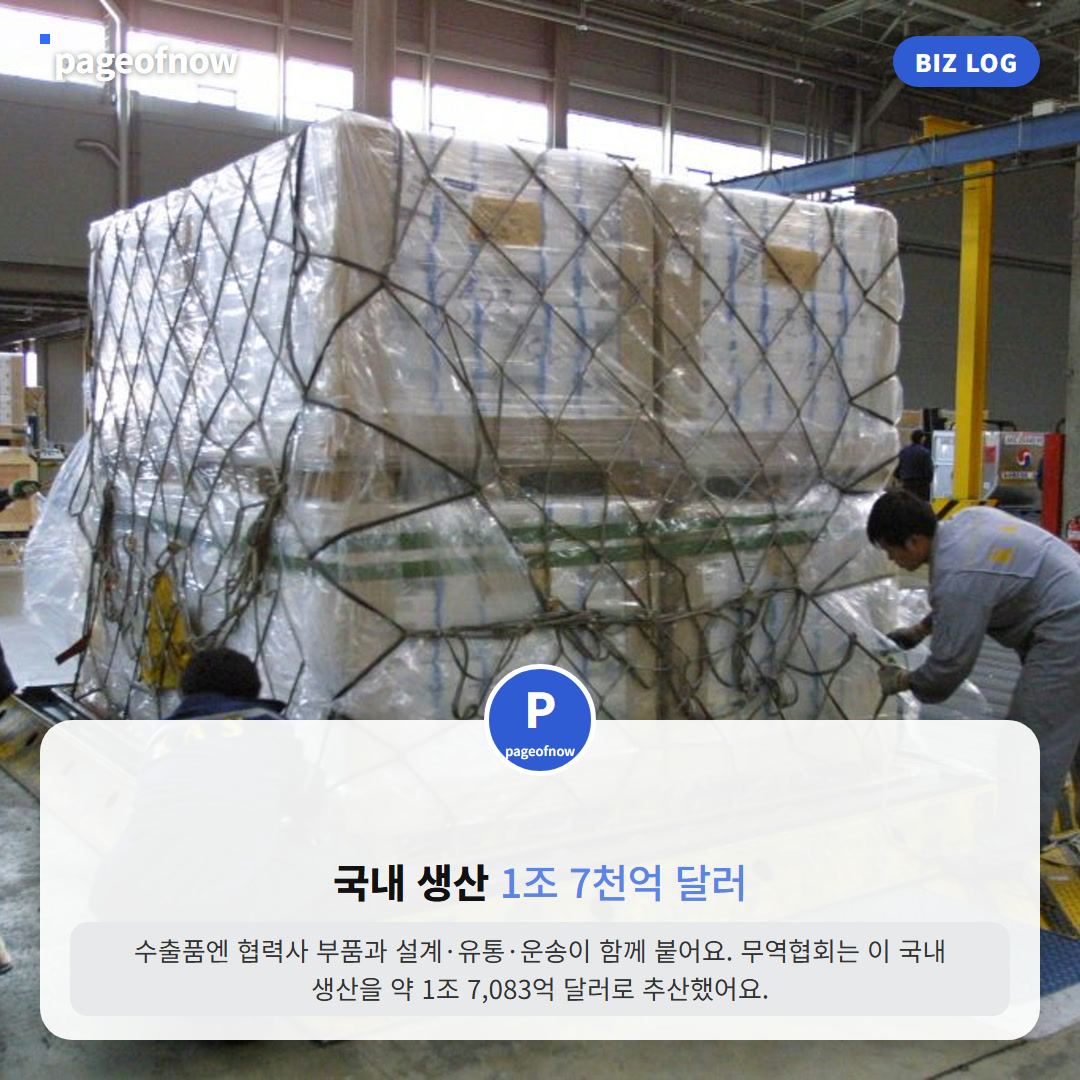 pageofnow
BIZ LOG
P
pageofnow
국내 생산 1조 7천억 달러
수출품엔 협력사 부품과 설계·유통·운송이 함께 붙어요. 무역협회는 이 국내
생산을 약 1조 7,083억 달러로 추산했어요.